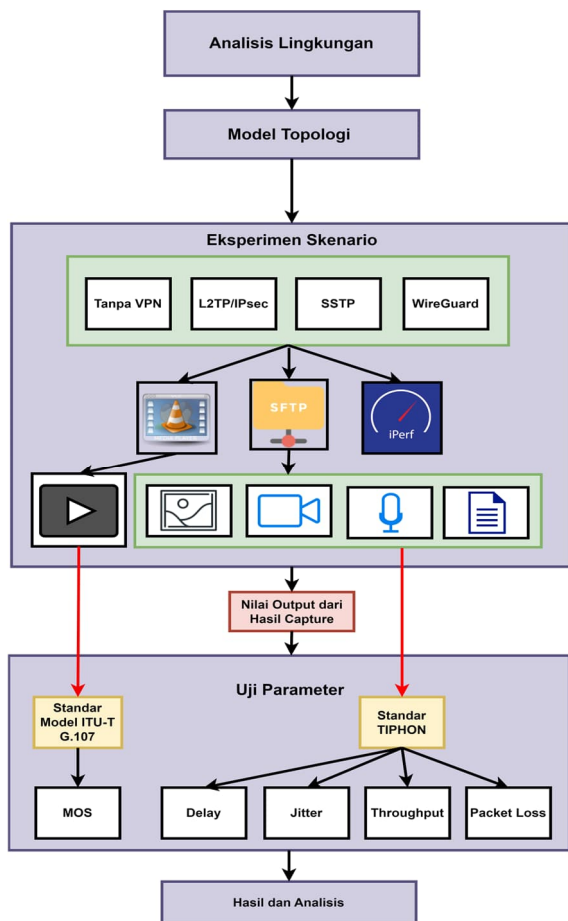 Analisis Lingkungan
Model Topologi
Eksperimen Skenario
Tanpa VPN
L2TP/IPsec
SSTP
WireGuard
SFTP
iPerf
Nilai Output dari
Hasil Capture
Uji Parameter
Standar
Model ITU-T
G.107
Standar
TIPHON
MOS
Delay
Jitter
Throughput
Packet Loss
Hasil dan Analisis